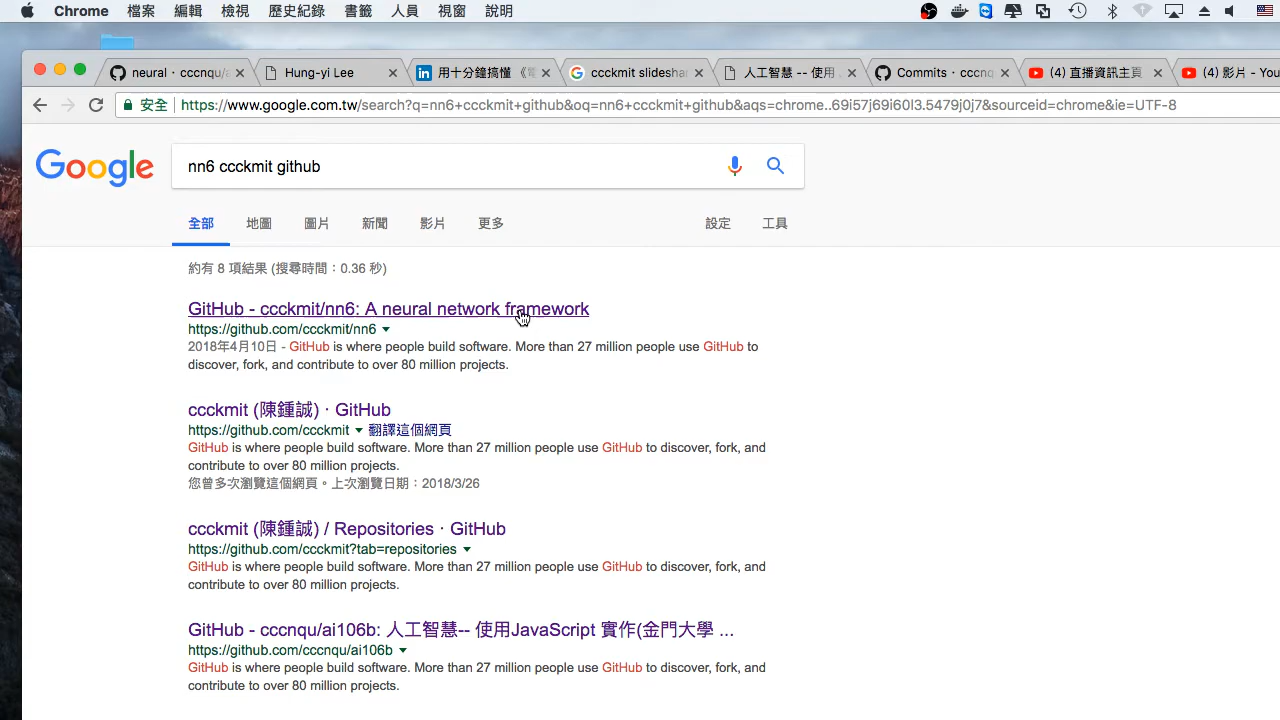 Chrome 檔案 編輯 檢視 歷史紀錄 書籤 人員 視窗 說明
neural · cccnqu/a Hung-yi Lee 用十分鐘搞懂 《電 ccckmit slideshar 人工智慧 -- 使用 Commits · cccnq (4) 直播資訊主頁 (4) 影片 - You
安全 https://www.google.com.tw/search?q=nn6+ccckmit+github&oq=nn6+ccckmit+github&aqs=chrome..69i57j69i60l3.5479j0j7&sourceid=chrome&ie=UTF-8
Google nn6 ccckmit github
全部 地圖 圖片 新聞 影片 更多 設定 工具
約有 8 項結果 (搜尋時間：0.36 秒)
GitHub - ccckmit/nn6: A neural network framework
https://github.com/ccckmit/nn6
2018年4月10日 - GitHub is where people build software. More than 27 million people use GitHub to
discover, fork, and contribute to over 80 million projects.
ccckmit (陳鍾誠) · GitHub
https://github.com/ccckmit 翻譯這個網頁
GitHub is where people build software. More than 27 million people use GitHub to discover, fork, and
contribute to over 80 million projects.
您曾多次瀏覽這個網頁。上次瀏覽日期：2018/3/26
ccckmit (陳鍾誠) / Repositories · GitHub
https://github.com/ccckmit?tab=repositories
GitHub is where people build software. More than 27 million people use GitHub to discover, fork, and
contribute to over 80 million projects.
GitHub - cccnqu/ai106b: 人工智慧-- 使用JavaScript 實作(金門大學 ...
https://github.com/cccnqu/ai106b
GitHub is where people build software. More than 27 million people use GitHub to discover, fork, and
contribute to over 80 million projects.